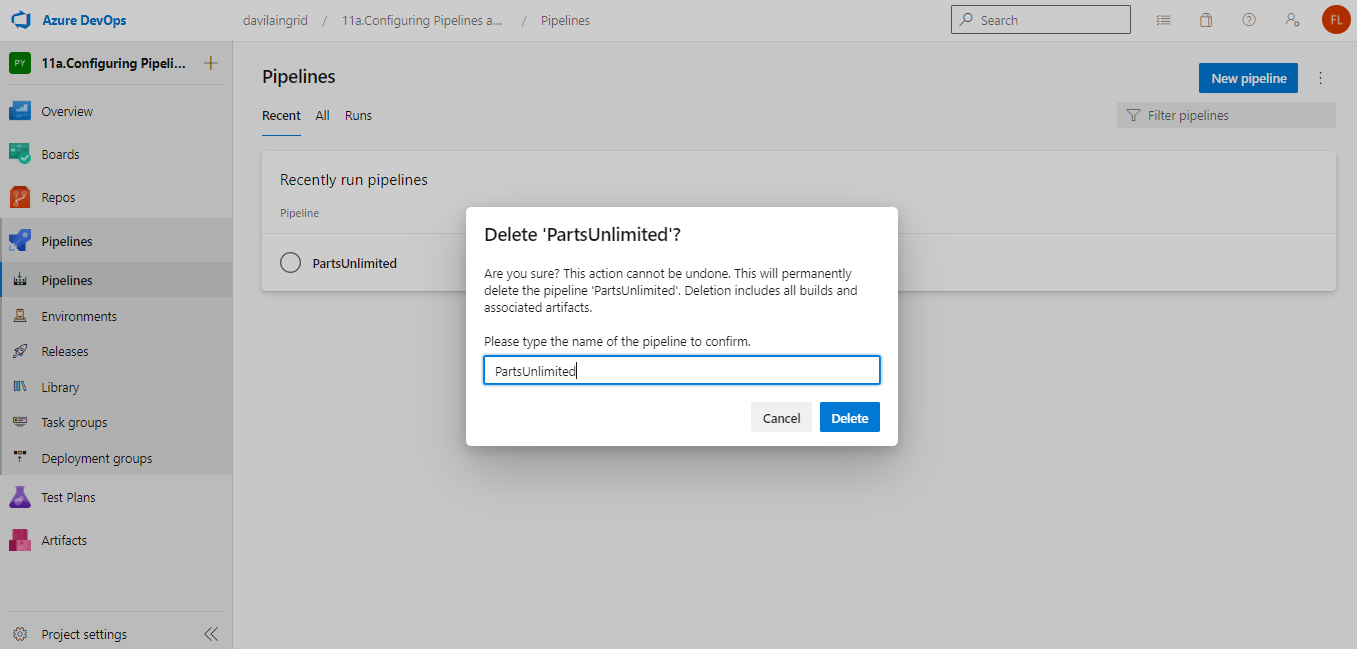 Azure DevOps
davilaingrid / 11a.Configuring Pipelines a... / Pipelines
Search
FL
PY 11a.Configuring Pipeli...
Overview
Boards
Repos
Pipelines
Pipelines
Environments
Releases
Library
Task groups
Deployment groups
Test Plans
Artifacts
Project settings
Pipelines
New pipeline
Recent All Runs
Filter pipelines
Recently run pipelines
Pipeline
PartsUnlimited
Delete 'PartsUnlimited'?
Are you sure? This action cannot be undone. This will permanently
delete the pipeline 'PartsUnlimited'. Deletion includes all builds and
associated artifacts.
Please type the name of the pipeline to confirm.
PartsUnlimited
Cancel Delete